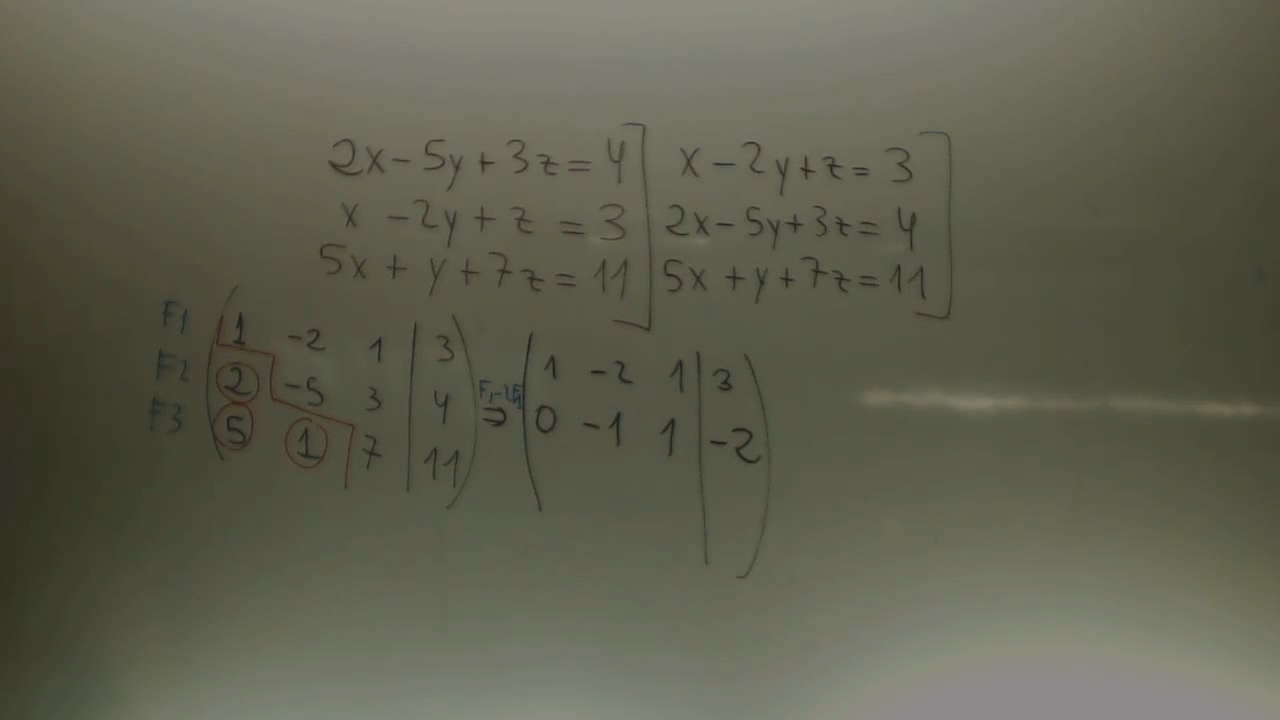 2x - 5y + 3z = 4
x - 2y + z = 3
5x + y + 7z = 11
x - 2y + z = 3
2x - 5y + 3z = 4
5x + y + 7z = 11
F1 1 -2 1 | 3
F2 2 -5 3 | 4
F3 5 1 7 | 11
⇒
1 -2 1 | 3
0 -1 1 | -2